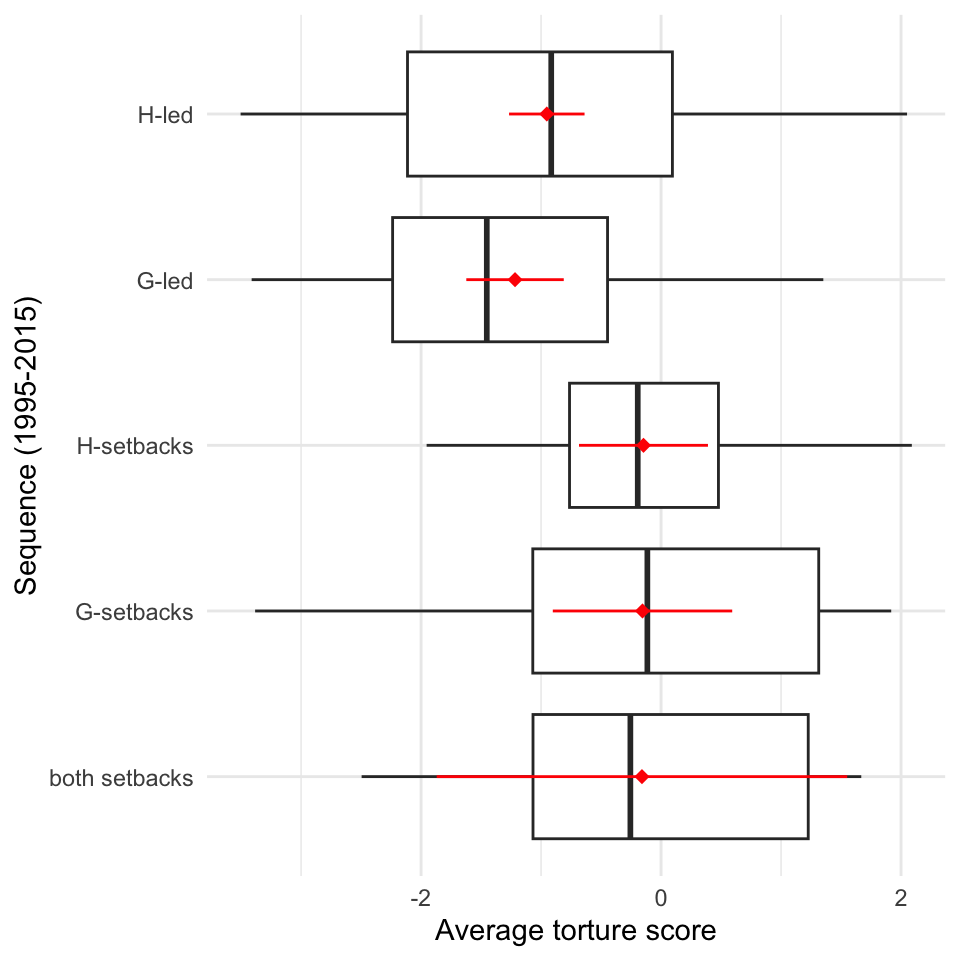 H-led
G-led
H-setbacks
G-setbacks
both setbacks
Sequence (1995-2015)
-2
0
2
Average torture score